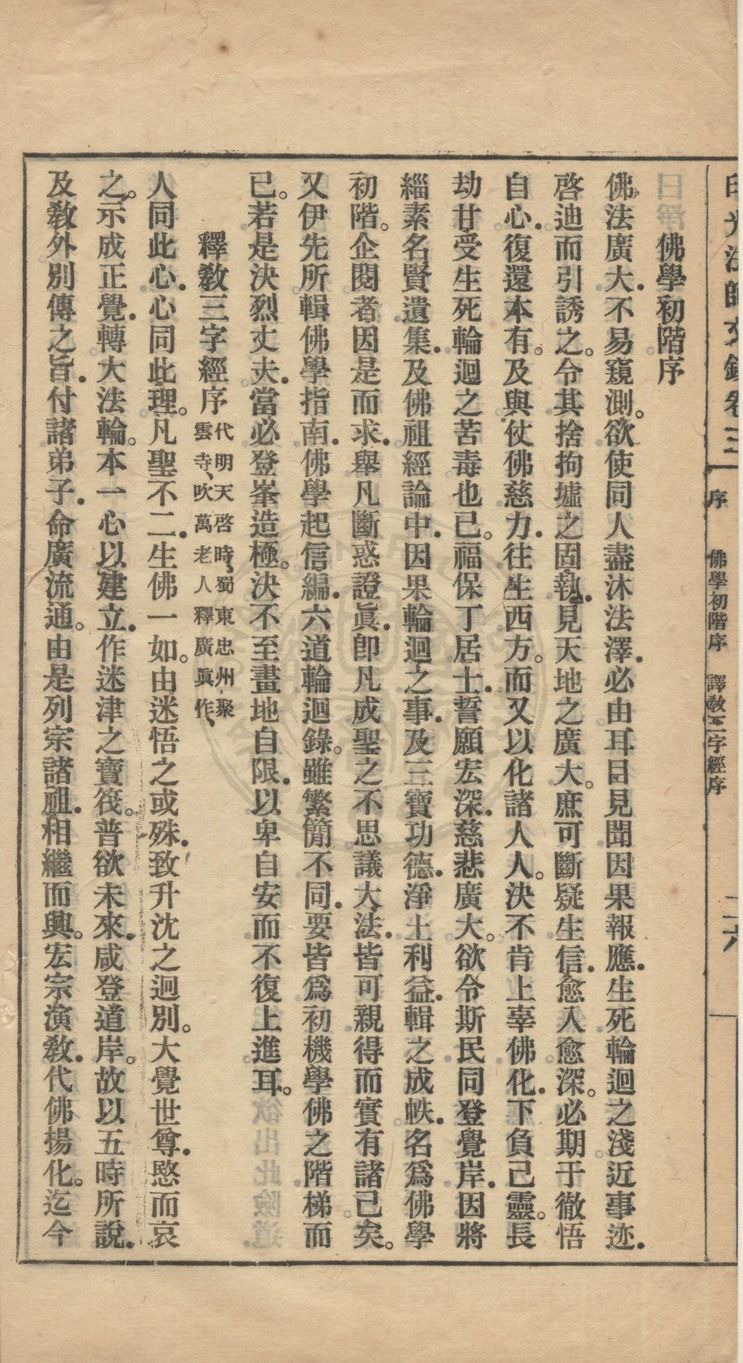 印光法師文鈔卷三　序　佛學初階序　譯敎三字經序　二六
佛學初階序
佛法廣大。不易窺測。欲使同人盡沐法澤。必由耳目見聞因果報應。生死輪迴之淺近事迹.
啓迪而引誘之。令其捨拘墟之固執。見天地之廣大。庶可斷疑生信。愈入愈深。必期于徹悟
自心。復還本有。及與仗佛慈力。往生西方。而又以化諸人人。決不肯上辜佛化。下負己靈。長
劫甘受生死輪迴之苦毒也已。福保丁居士。誓願宏深。慈悲廣大。欲令斯民同登覺岸。因將
緇素名賢遺集。及佛祖經論中。因果輪迴之事。及三寶功德。淨土利益。輯之成帙。名爲佛學
初階。企閱者因是而求。舉凡斷惑證眞。卽凡成聖之不思議大法。皆可親得而實有諸己矣。
又伊先所輯佛學指南。佛學起信編。六道輪迴錄。雖繁簡不同。要皆爲初機學佛之階梯而
已。若是決烈丈夫。當必登峯造極。決不至畫地自限。以卑自安而不復上進耳。
釋敎三字經序代明天啓時、蜀東忠州聚雲寺、吹萬老人釋廣眞作、
人同此心。心同此理。凡聖不二。生佛一如。由迷悟之或殊。致升沈之迥別。大覺世尊。愍而哀
之。示成正覺。轉大法輪。本一心以建立。作迷津之寶筏。普欲未來。咸登道岸。故以五時所說.
及敎外別傳之旨。付諸弟子。命廣流通。由是列宗諸祖。相繼而興。宏宗演敎。代佛揚化。迄今